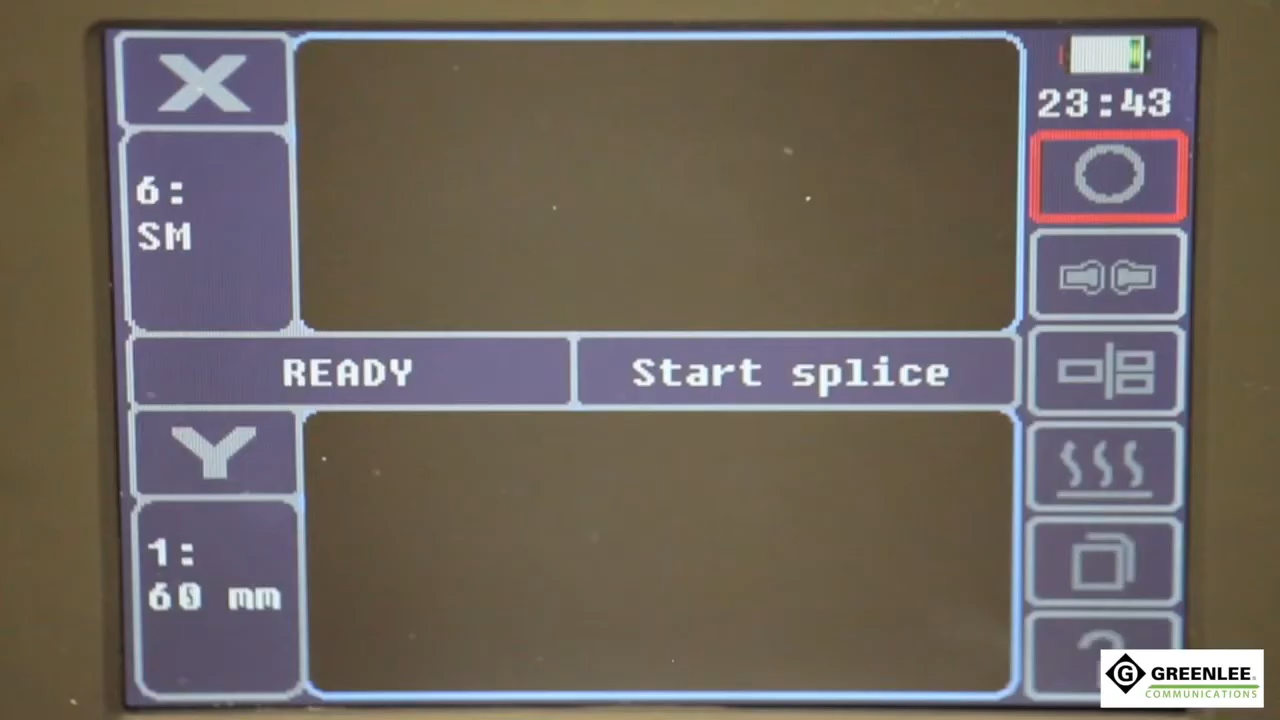 X
23:43
6:
SM
READY
Start splice
Y
1:
60 mm
?
G GREENLEE
COMMUNICATIONS